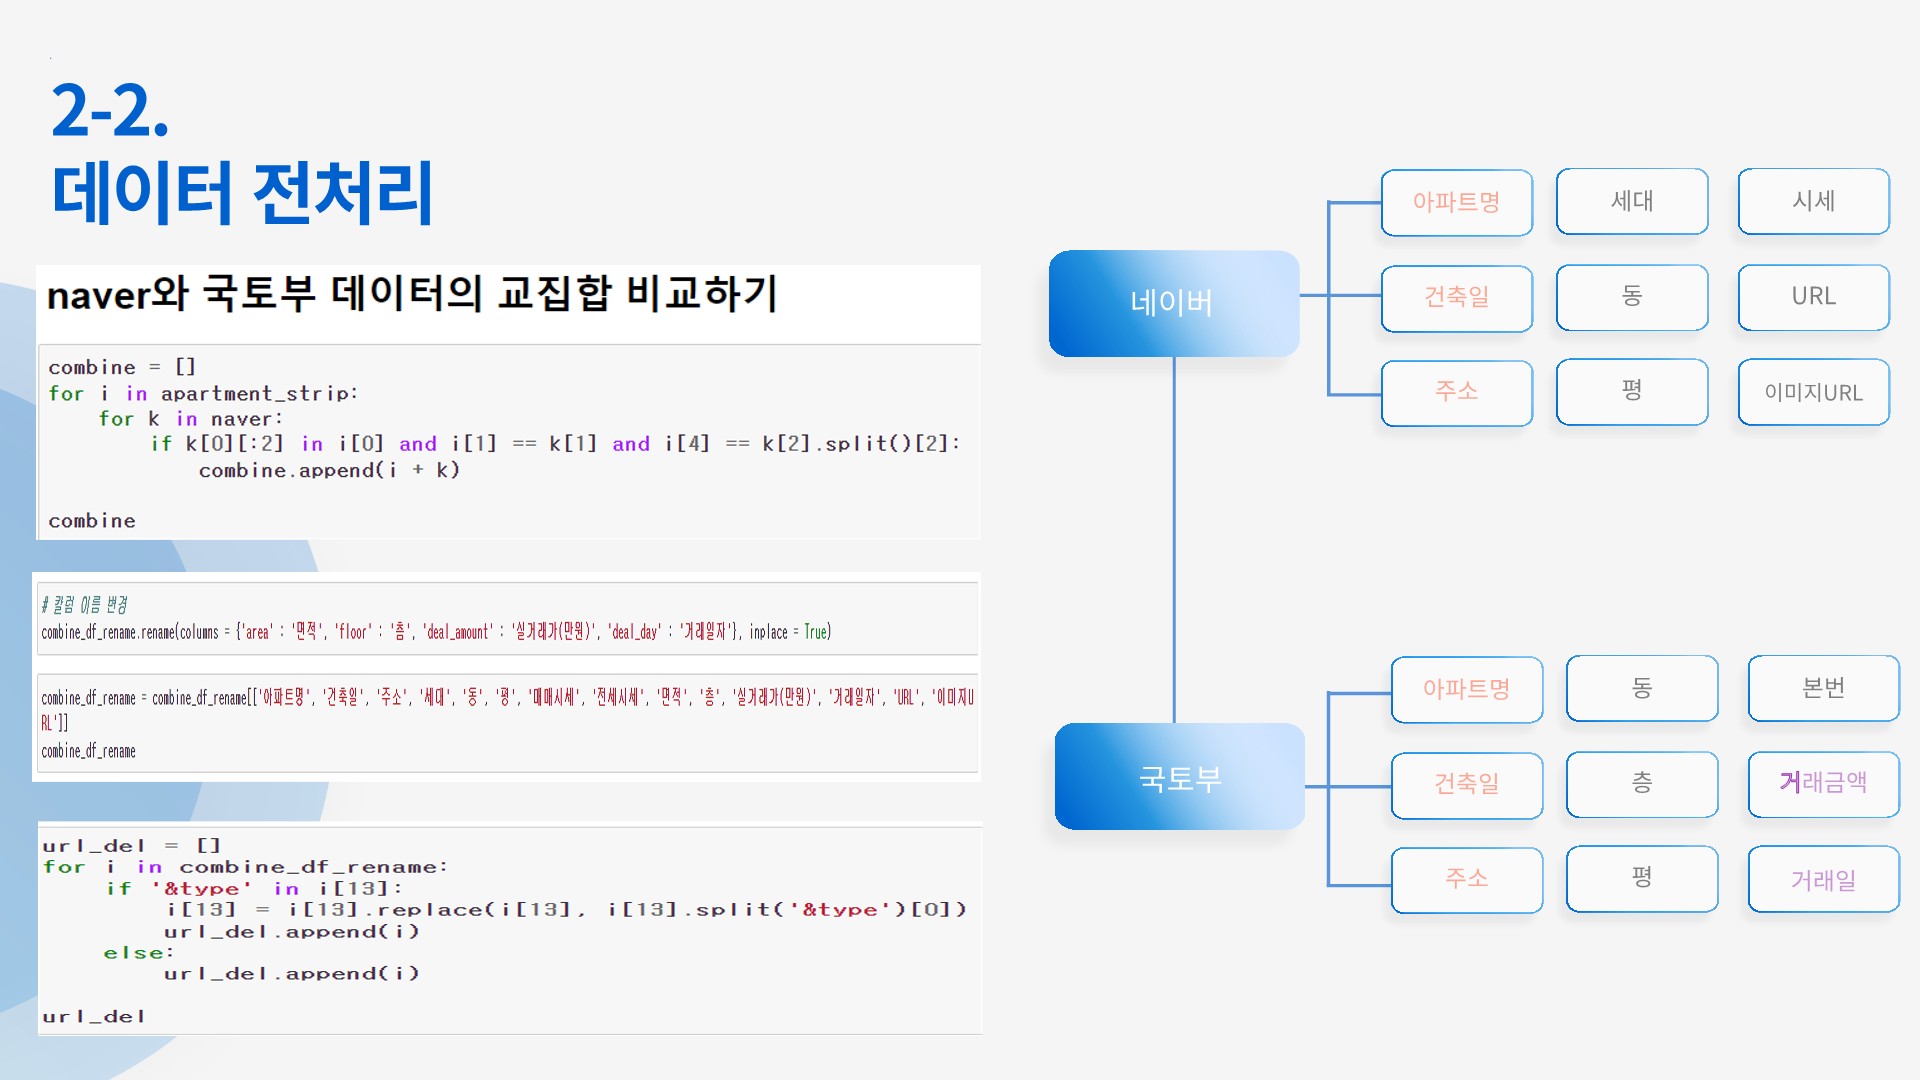 2-2.
데이터 전처리
naver와 국토부 데이터의 교집합 비교하기
combine = []
for i in apartment_strip:
    for k in naver:
        if k[0][:2] in i[0] and i[1] == k[1] and i[4] == k[2].split()[2]:
            combine.append(i + k)
combine
# 칼럼 이름 변경
combine_df_rename.rename(columns = {'area' : '면적', 'floor' : '층', 'deal_amount' : '실거래가(만원)', 'deal_day' : '거래일자'}, inplace = True)
combine_df_rename = combine_df_rename[['아파트명', '건축일', '주소', '세대', '동', '평', '매매시세', '전세시세', '면적', '층', '실거래가(만원)', '거래일자', 'URL', '이미지U
RL']]
combine_df_rename
url_del = []
for i in combine_df_rename:
    if '&type' in i[13]:
        i[13] = i[13].replace(i[13], i[13].split('&type')[0])
        url_del.append(i)
    else:
        url_del.append(i)
url_del
네이버
아파트명 세대 시세
건축일 동 URL
주소 평 이미지URL
국토부
아파트명 동 본번
건축일 층 거래금액
주소 평 거래일